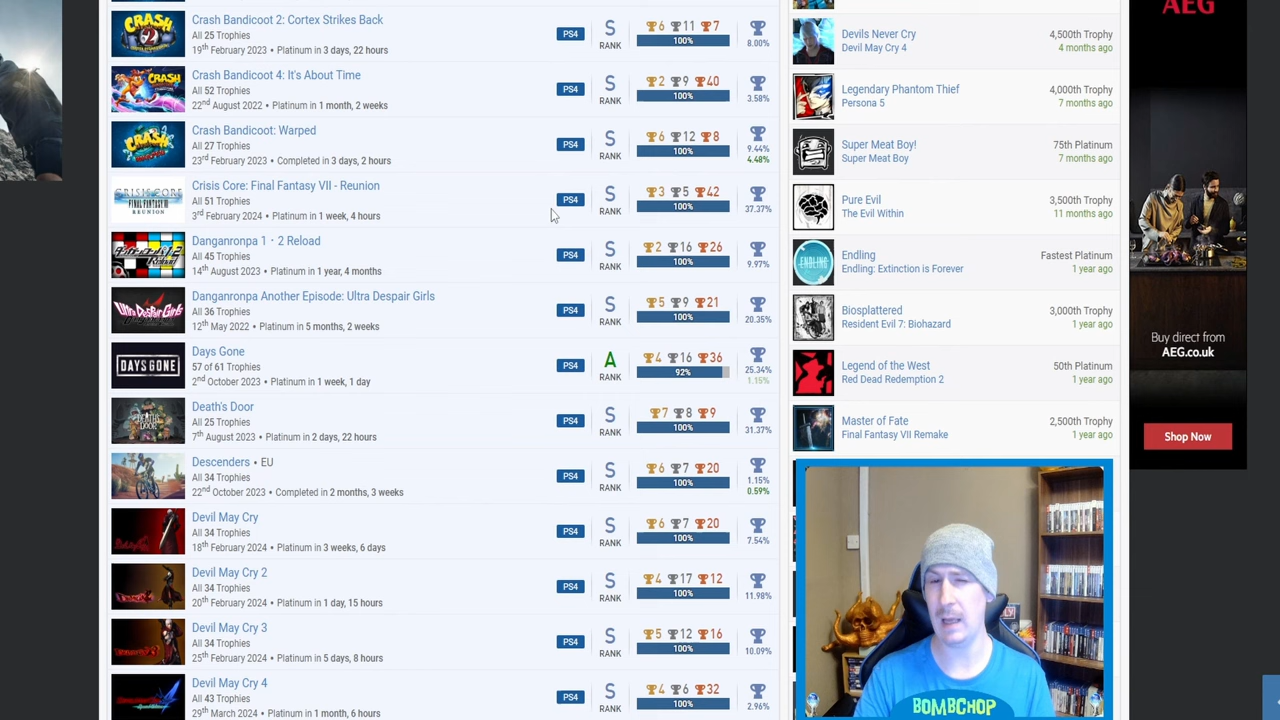 AEG
Crash Bandicoot 2: Cortex Strikes Back
All 25 Trophies
19th February 2023 • Platinum in 3 days, 22 hours
PS4
S
RANK
6 11 7
100%
8.00%
Crash Bandicoot 4: It's About Time
All 52 Trophies
22nd August 2022 • Platinum in 1 month, 2 weeks
PS4
S
RANK
2 9 40
100%
3.58%
Crash Bandicoot: Warped
All 27 Trophies
23rd February 2023 • Completed in 3 days, 2 hours
PS4
S
RANK
6 12 8
100%
9.44%
4.48%
CRISIS CORE
FINAL FANTASY VII
REUNION
Crisis Core: Final Fantasy VII - Reunion
All 51 Trophies
3rd February 2024 • Platinum in 1 week, 4 hours
PS4
S
RANK
3 5 42
100%
37.37%
Danganronpa 1 • 2 Reload
All 45 Trophies
August 2022 • Platinum in 1 year, 4 months
PS4
S
RANK
2 16 26
100%
9.97%
Danganronpa Another Episode: Ultra Despair Girls
All 36 Trophies
12th May 2022 • Platinum in 5 months, 2 weeks
PS4
S
RANK
5 9 21
100%
20.35%
DAYS GONE
Days Gone
57 of 61 Trophies
2nd October 2023 • Platinum in 1 week, 1 day
PS4
A
RANK
4 16 36
92%
25.34%
1.15%
Death's Door
All 25 Trophies
7th August 2023 • Platinum in 2 days, 22 hours
PS4
S
RANK
7 8 9
100%
31.37%
Descenders • EU
All 34 Trophies
22nd October 2023 • Completed in 2 months, 3 weeks
PS4
S
RANK
6 7 20
100%
1.15%
0.59%
Devil May Cry
All 34 Trophies
18th February 2024 • Platinum in 3 weeks, 6 days
PS4
S
RANK
6 7 20
100%
7.54%
Devil May Cry 2
All 34 Trophies
20th February 2024 • Platinum in 1 day, 15 hours
PS4
S
RANK
4 17 12
100%
11.98%
Devil May Cry 3
All 34 Trophies
25th February 2024 • Platinum in 5 days, 8 hours
PS4
S
RANK
5 12 16
100%
10.09%
Devil May Cry 4
All 43 Trophies
29th March 2024 • Platinum in 1 month, 6 hours
PS4
S
RANK
4 6 32
100%
2.96%
Devils Never Cry
Devil May Cry 4
4,500th Trophy
4 months ago
Legendary Phantom Thief
Persona 5
4,000th Trophy
7 months ago
Super Meat Boy!
Super Meat Boy
75th Platinum
7 months ago
Pure Evil
The Evil Within
3,500th Trophy
11 months ago
ENDLING
Endling
Endling: Extinction is Forever
Fastest Platinum
1 year ago
Biosplattered
Resident Evil 7: Biohazard
3,000th Trophy
1 year ago
Legend of the West
Red Dead Redemption 2
50th Platinum
1 year ago
Master of Fate
Final Fantasy VII Remake
2,500th Trophy
1 year ago
Buy direct from
AEG.co.uk
Shop Now
BOMBCHOP